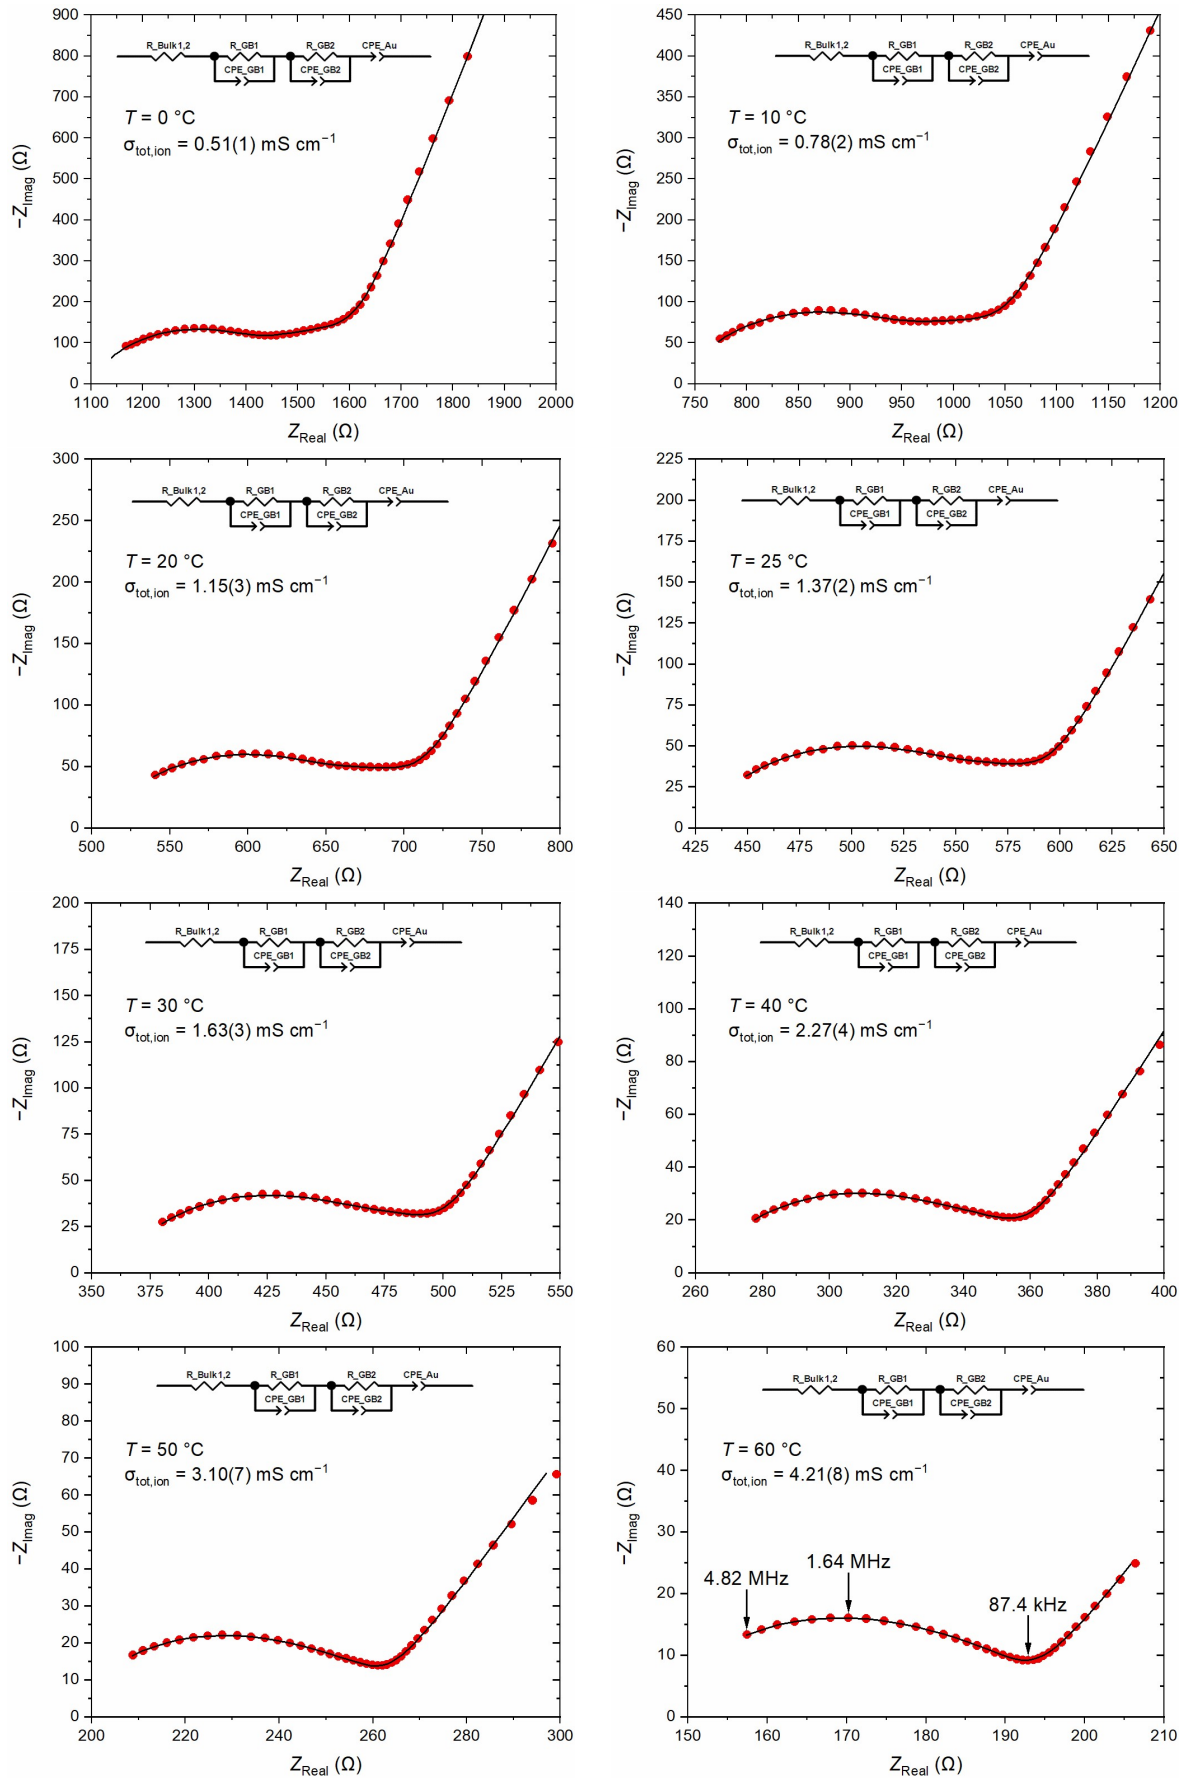 R_Bulk1,2 R_GB1 R_GB2 CPE_Au
CPE_GB1 CPE_GB2
T = 0 °C
σtot,ion = 0.51(1) mS cm−1
900
800
700
600
500
400
300
200
100
0
−ZImag (Ω)
1100 1200 1300 1400 1500 1600 1700 1800 1900 2000
ZReal (Ω)
R_Bulk1,2 R_GB1 R_GB2 CPE_Au
CPE_GB1 CPE_GB2
T = 10 °C
σtot,ion = 0.78(2) mS cm−1
450
400
350
300
250
200
150
100
50
0
−ZImag (Ω)
750 800 850 900 950 1000 1050 1100 1150 1200
ZReal (Ω)
R_Bulk1,2 R_GB1 R_GB2 CPE_Au
CPE_GB1 CPE_GB2
T = 20 °C
σtot,ion = 1.15(3) mS cm−1
300
250
200
150
100
50
0
−ZImag (Ω)
500 550 600 650 700 750 800
ZReal (Ω)
R_Bulk1,2 R_GB1 R_GB2 CPE_Au
CPE_GB1 CPE_GB2
T = 25 °C
σtot,ion = 1.37(2) mS cm−1
225
200
175
150
125
100
75
50
25
0
−ZImag (Ω)
425 450 475 500 525 550 575 600 625 650
ZReal (Ω)
R_Bulk1,2 R_GB1 R_GB2 CPE_Au
CPE_GB1 CPE_GB2
T = 30 °C
σtot,ion = 1.63(3) mS cm−1
200
175
150
125
100
75
50
25
0
−ZImag (Ω)
350 375 400 425 450 475 500 525 550
ZReal (Ω)
R_Bulk1,2 R_GB1 R_GB2 CPE_Au
CPE_GB1 CPE_GB2
T = 40 °C
σtot,ion = 2.27(4) mS cm−1
140
120
100
80
60
40
20
0
−ZImag (Ω)
260 280 300 320 340 360 380 400
ZReal (Ω)
R_Bulk1,2 R_GB1 R_GB2 CPE_Au
CPE_GB1 CPE_GB2
T = 50 °C
σtot,ion = 3.10(7) mS cm−1
100
90
80
70
60
50
40
30
20
10
0
−ZImag (Ω)
200 220 240 260 280 300
ZReal (Ω)
R_Bulk1,2 R_GB1 R_GB2 CPE_Au
CPE_GB1 CPE_GB2
T = 60 °C
σtot,ion = 4.21(8) mS cm−1
1.64 MHz
4.82 MHz
87.4 kHz
60
50
40
30
20
10
0
−ZImag (Ω)
150 160 170 180 190 200 210
ZReal (Ω)